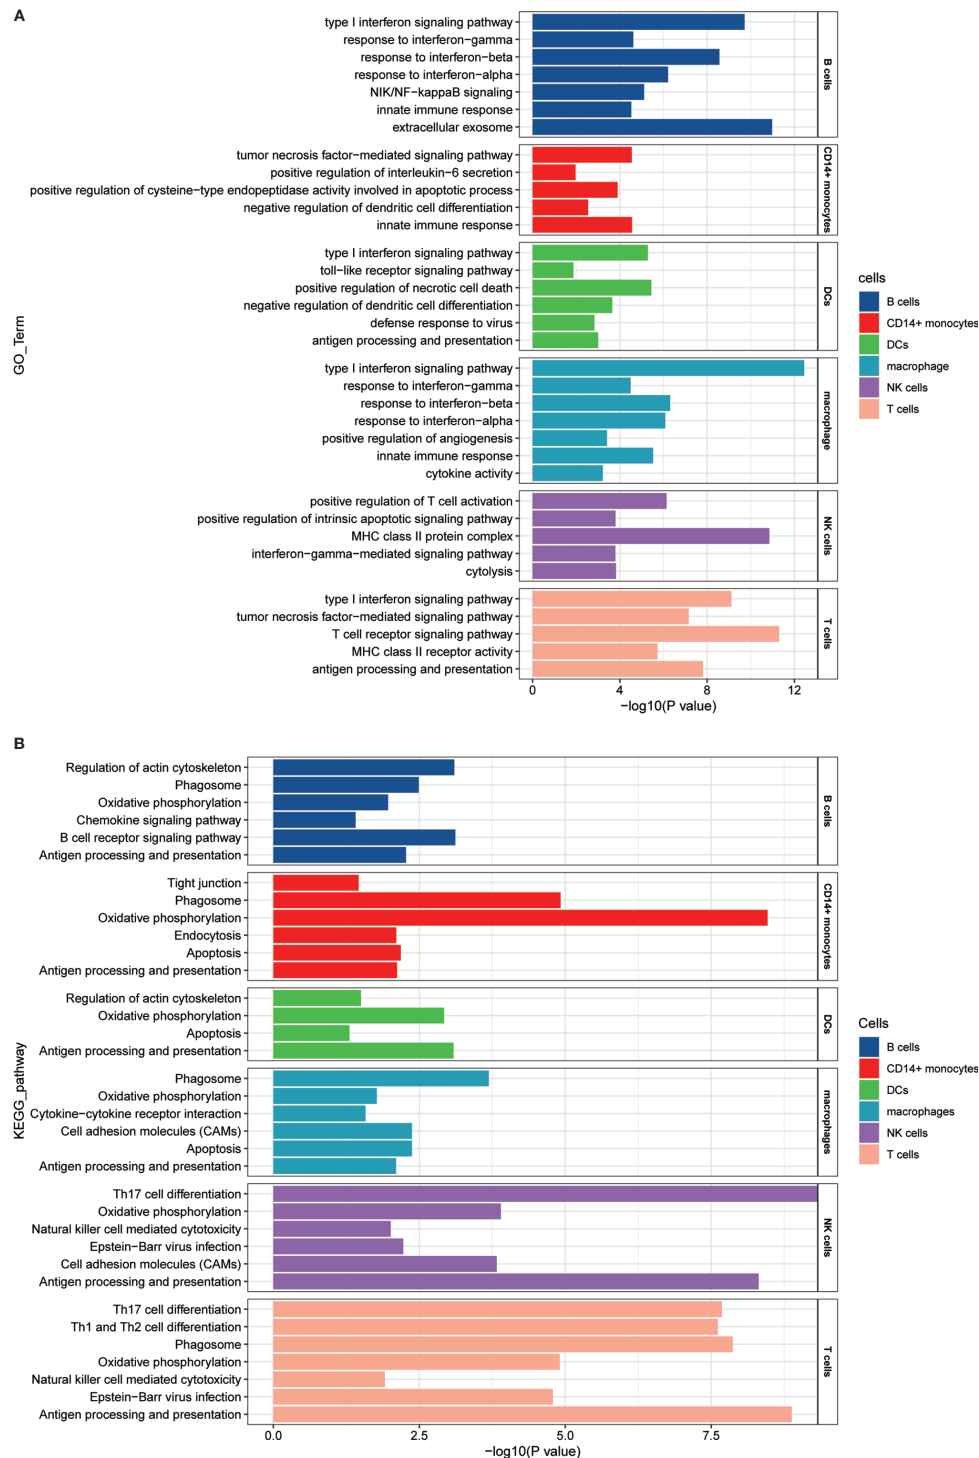 A
type I interferon signaling pathway
response to interferon-gamma
response to interferon-beta
response to interferon-alpha
NIK/NF-kappaB signaling
innate immune response
extracellular exosome
B cells
tumor necrosis factor-mediated signaling pathway
positive regulation of interleukin-6 secretion
positive regulation of cysteine-type endopeptidase activity involved in apoptotic process
negative regulation of dendritic cell differentiation
innate immune response
CD14+ monocytes
type I interferon signaling pathway
toll-like receptor signaling pathway
positive regulation of necrotic cell death
negative regulation of dendritic cell differentiation
defense response to virus
antigen processing and presentation
DCs
type I interferon signaling pathway
response to interferon-gamma
response to interferon-beta
response to interferon-alpha
positive regulation of angiogenesis
innate immune response
cytokine activity
macrophage
positive regulation of T cell activation
positive regulation of intrinsic apoptotic signaling pathway
MHC class II protein complex
interferon-gamma-mediated signaling pathway
cytolysis
NK cells
type I interferon signaling pathway
tumor necrosis factor-mediated signaling pathway
T cell receptor signaling pathway
MHC class II receptor activity
antigen processing and presentation
T cells
0 4 8 12
−log10(P value)
GO_Term
cells
B cells
CD14+ monocytes
DCs
macrophage
NK cells
T cells
B
Regulation of actin cytoskeleton
Phagosome
Oxidative phosphorylation
Chemokine signaling pathway
B cell receptor signaling pathway
Antigen processing and presentation
B cells
Tight junction
Phagosome
Oxidative phosphorylation
Endocytosis
Apoptosis
Antigen processing and presentation
CD14+ monocytes
Regulation of actin cytoskeleton
Oxidative phosphorylation
Apoptosis
Antigen processing and presentation
DCs
Phagosome
Oxidative phosphorylation
Cytokine-cytokine receptor interaction
Cell adhesion molecules (CAMs)
Apoptosis
Antigen processing and presentation
macrophages
Th17 cell differentiation
Oxidative phosphorylation
Natural killer cell mediated cytotoxicity
Epstein-Barr virus infection
Cell adhesion molecules (CAMs)
Antigen processing and presentation
NK cells
Th17 cell differentiation
Th1 and Th2 cell differentiation
Phagosome
Oxidative phosphorylation
Natural killer cell mediated cytotoxicity
Epstein-Barr virus infection
Antigen processing and presentation
T cells
0.0 2.5 5.0 7.5
−log10(P value)
KEGG_pathway
Cells
B cells
CD14+ monocytes
DCs
macrophages
NK cells
T cells